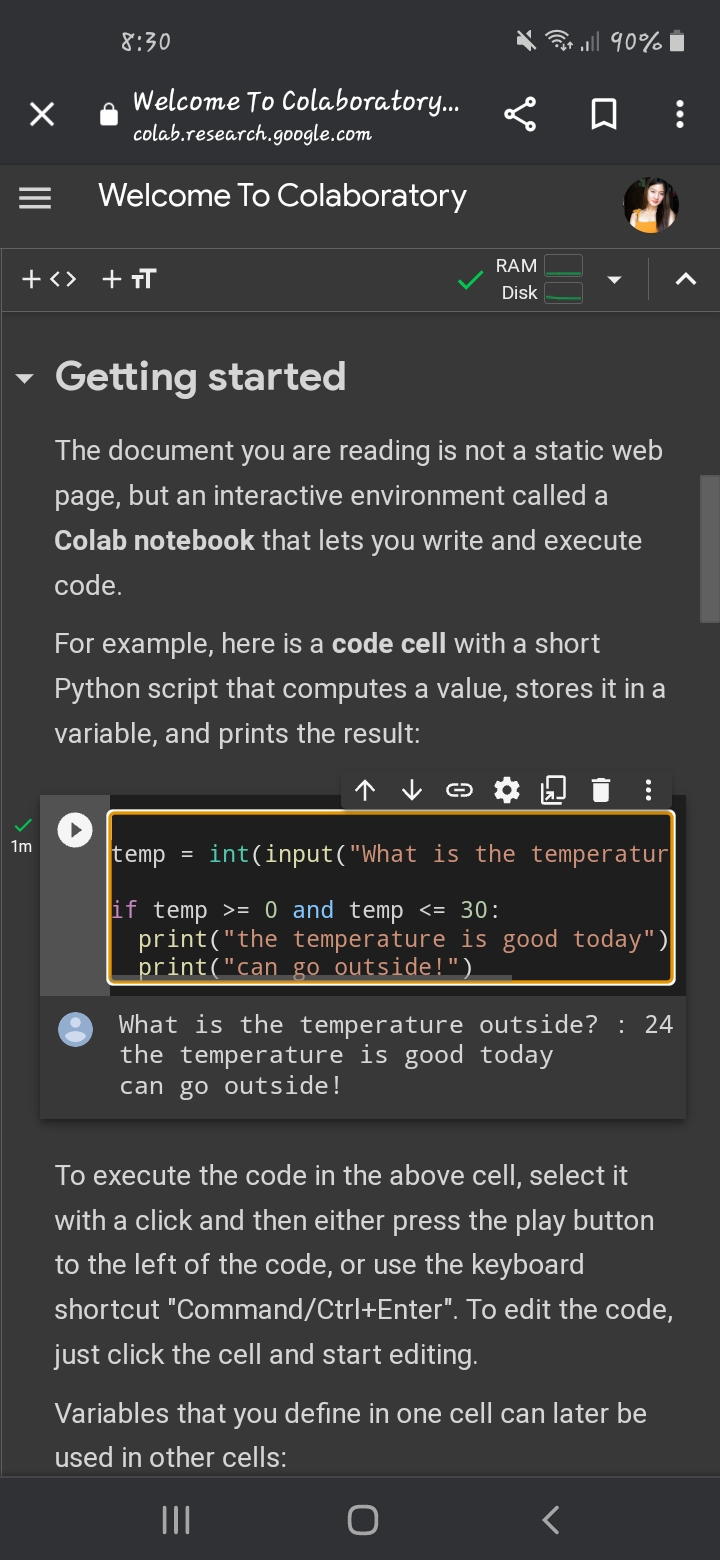 8:30 90%
Welcome To Colaboratory...
colab.research.google.com
Welcome To Colaboratory
RAM
Disk
Getting started
The document you are reading is not a static web
page, but an interactive environment called a
Colab notebook that lets you write and execute
code.
For example, here is a code cell with a short
Python script that computes a value, stores it in a
variable, and prints the result:
1m
temp = int(input("What is the temperatur
if temp >= 0 and temp <= 30:
print("the temperature is good today")
print("can go outside!")
What is the temperature outside? : 24
the temperature is good today
can go outside!
To execute the code in the above cell, select it
with a click and then either press the play button
to the left of the code, or use the keyboard
shortcut "Command/Ctrl+Enter". To edit the code,
just click the cell and start editing.
Variables that you define in one cell can later be
used in other cells: